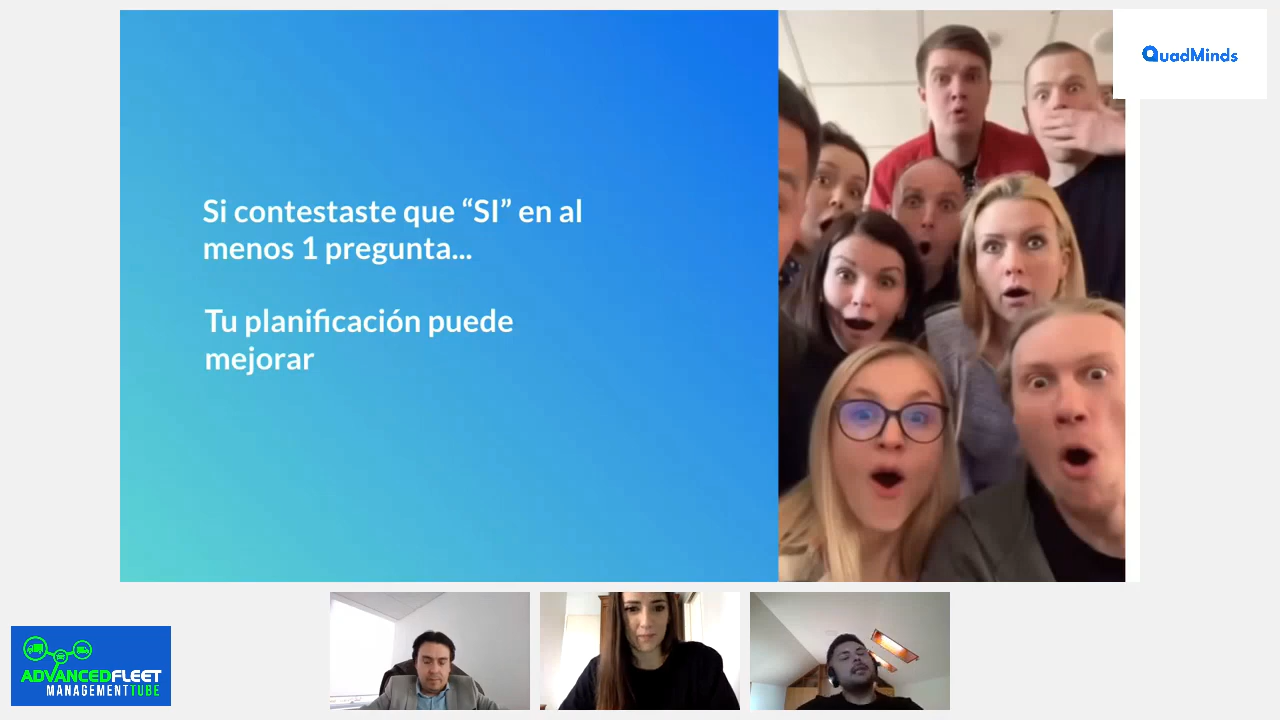 QuadMinds
Si contestaste que “SI” en al
menos 1 pregunta...
Tu planificación puede
mejorar
ADVANCEDFLEET
MANAGEMENTTUBE